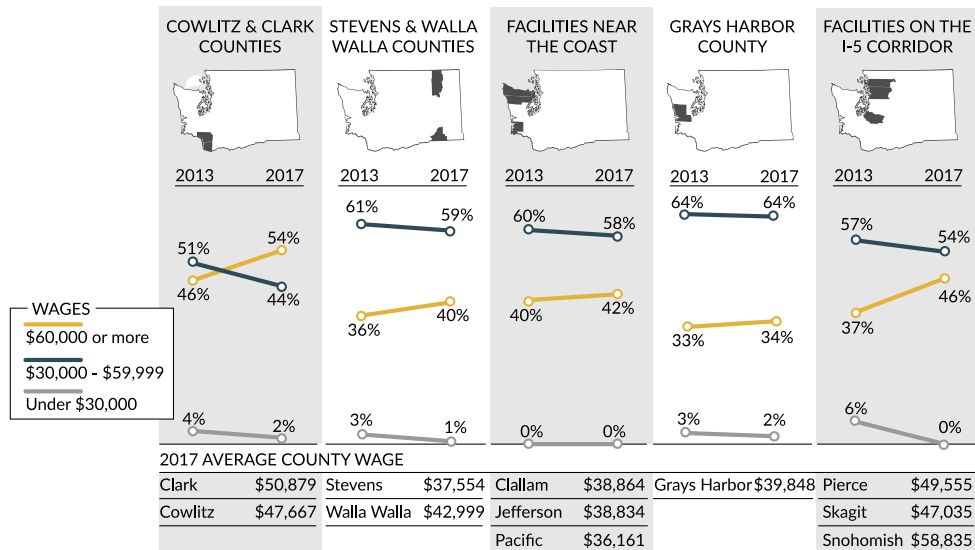 COWLITZ & CLARK
COUNTIES
STEVENS & WALLA
WALLA COUNTIES
FACILITIES NEAR
THE COAST
GRAYS HARBOR
COUNTY
FACILITIES ON THE
I-5 CORRIDOR
2013 2017
2013 2017
2013 2017
2013 2017
2013 2017
51% 54%
46% 44%
4% 2%
61% 59%
36% 40%
3% 1%
60% 58%
40% 42%
0% 0%
64% 64%
33% 34%
3% 2%
57% 54%
37% 46%
6% 0%
WAGES
$60,000 or more
$30,000 - $59,999
Under $30,000
2017 AVERAGE COUNTY WAGE
Clark $50,879
Cowlitz $47,667
Stevens $37,554
Walla Walla $42,999
Clallam $38,864
Jefferson $38,834
Pacific $36,161
Grays Harbor $39,848
Pierce $49,555
Skagit $47,035
Snohomish $58,835